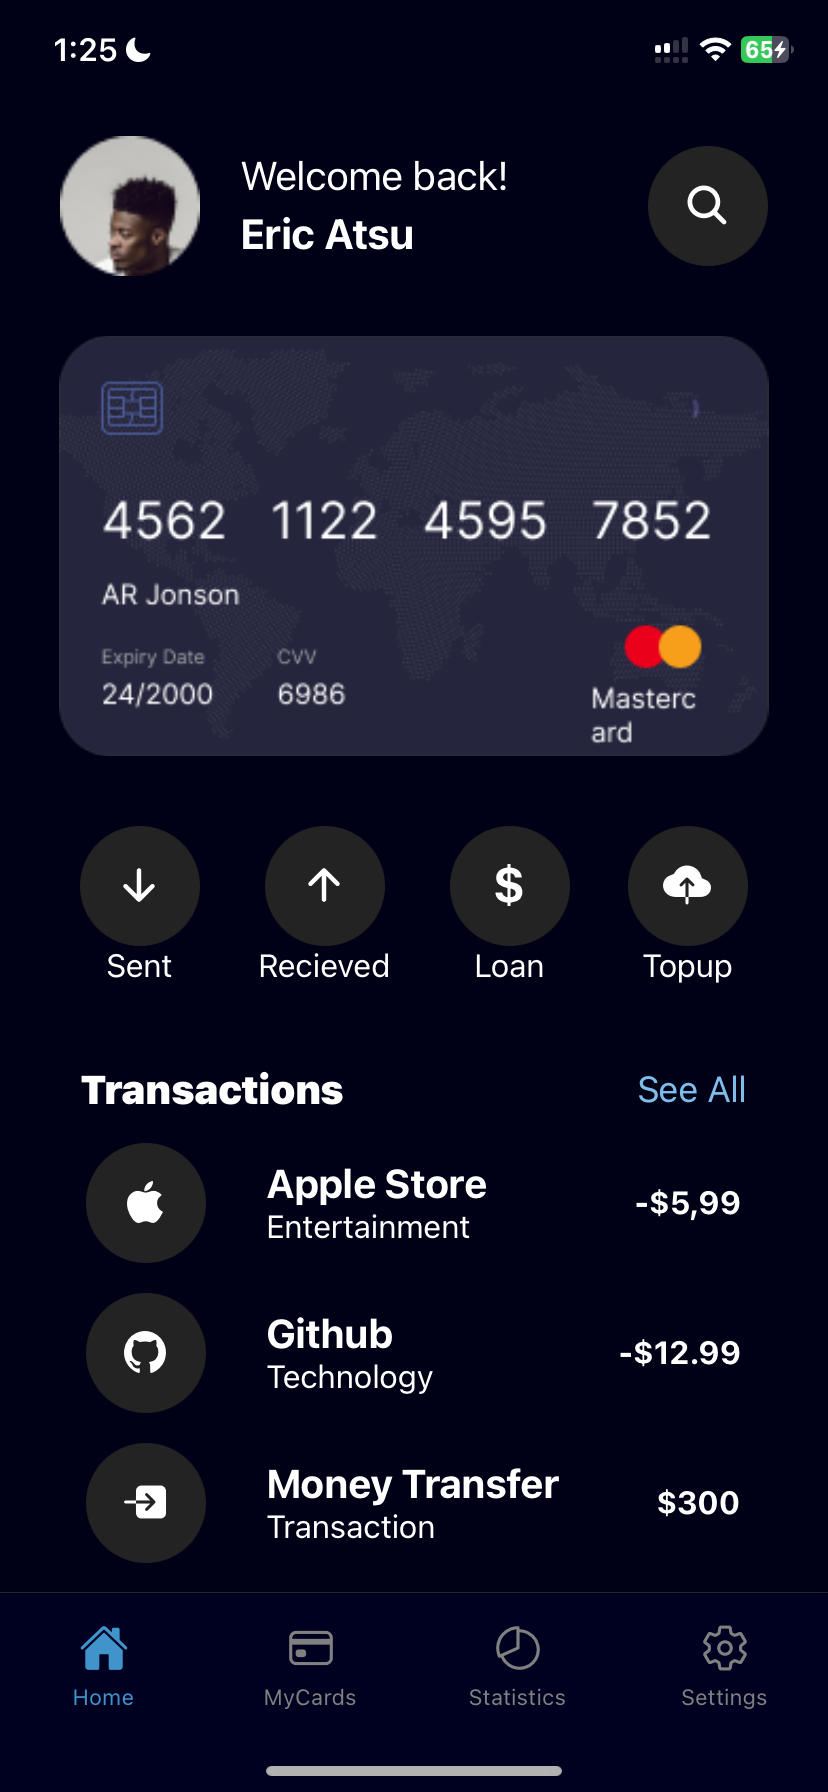 1:25
65
Welcome back!
Eric Atsu
4562 1122 4595 7852
AR Jonson
Expiry Date CVV
24/2000 6986
Masterc
ard
Sent Recieved Loan Topup
Transactions See All
Apple Store
Entertainment
-$5,99
Github
Technology
-$12.99
Money Transfer
Transaction
$300
Home MyCards Statistics Settings